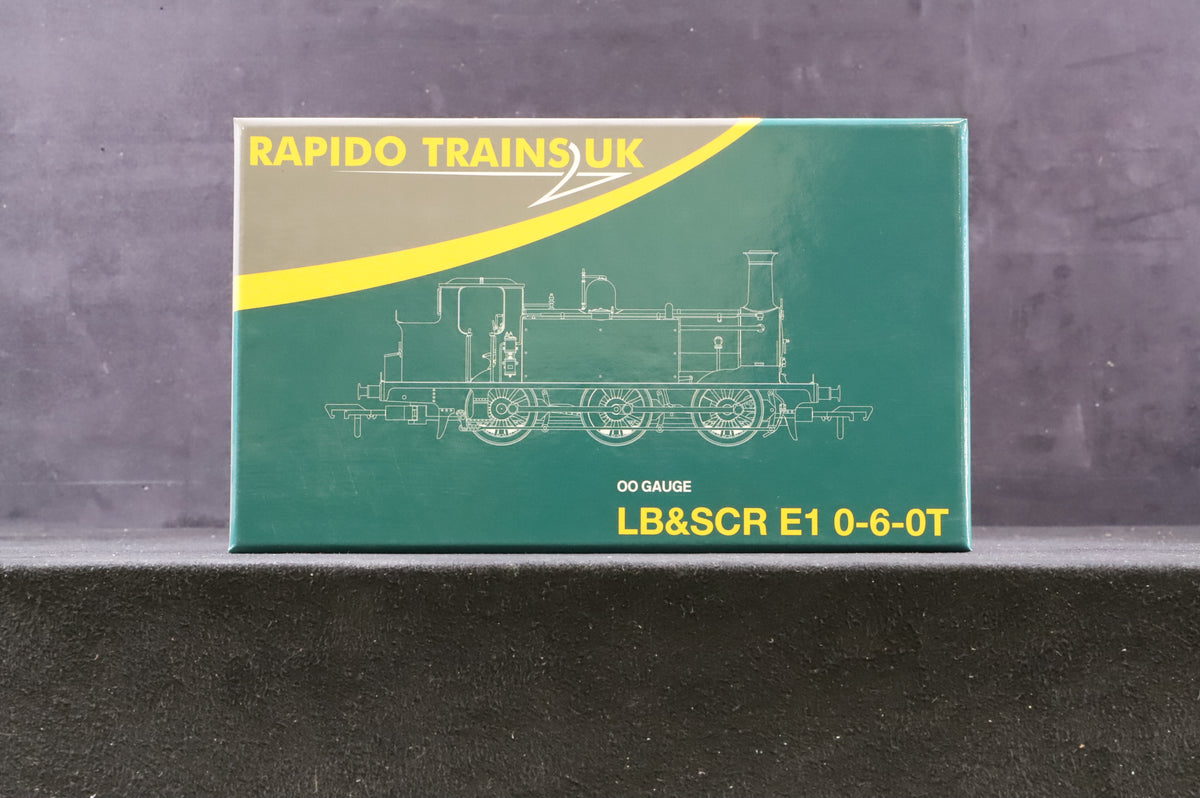 RAPIDO TRAINS UK
OO GAUGE
LB&SCR E1 0-6-0T